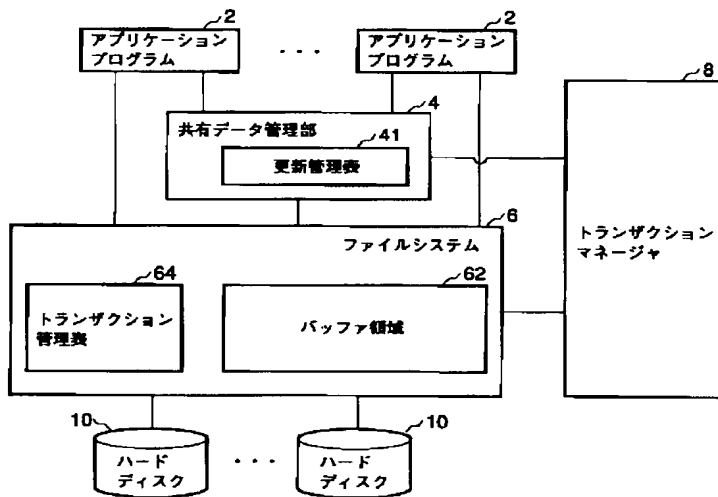 2
アプリケーション
プログラム
・・・
2
アプリケーション
プログラム
8
4
共有データ管理部
41
更新管理表
6
ファイルシステム
トランザクション
マネージャ
64
トランザクション
管理表
62
バッファ領域
10
ハード
ディスク
・・・
10
ハード
ディスク